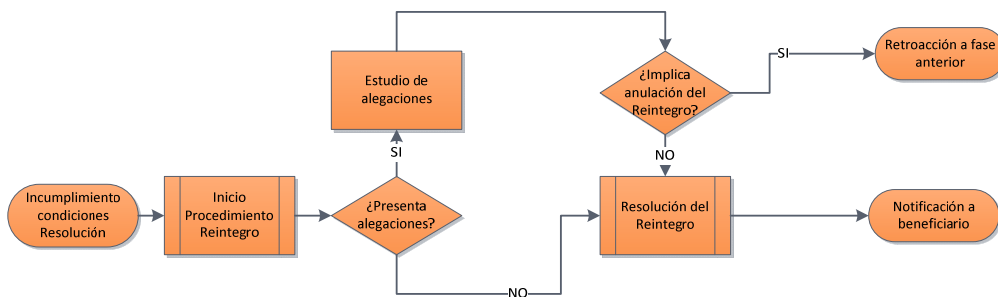 Incumplimiento
condiciones
Resolución
Inicio
Procedimiento
Reintegro
¿Presenta
alegaciones?
SI
Estudio de
alegaciones
¿Implica
anulación del
Reintegro?
SI
Retroacción a fase
anterior
NO
NO
Resolución del
Reintegro
Notificación a
beneficiario